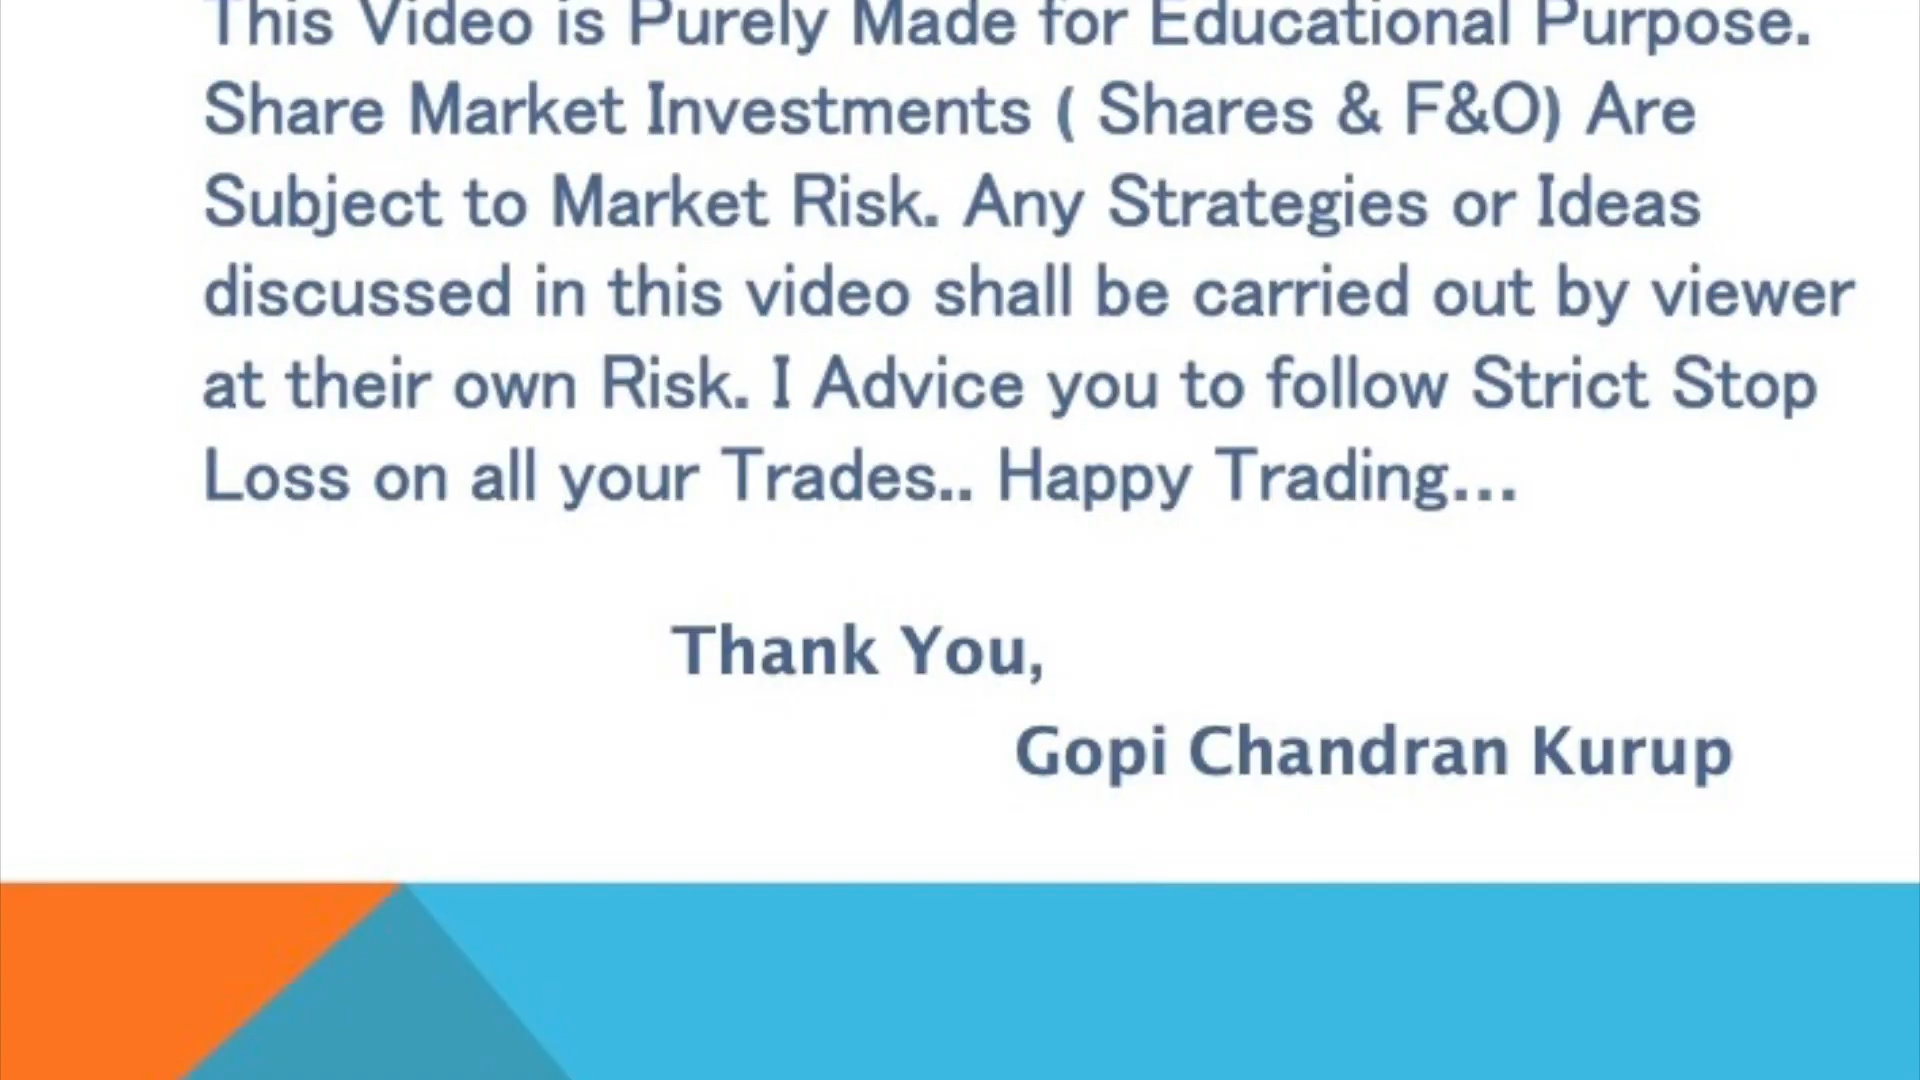 This Video is Purely Made for Educational Purpose.
Share Market Investments ( Shares & F&O) Are
Subject to Market Risk. Any Strategies or Ideas
discussed in this video shall be carried out by viewer
at their own Risk. I Advice you to follow Strict Stop
Loss on all your Trades.. Happy Trading...
Thank You,
Gopi Chandran Kurup